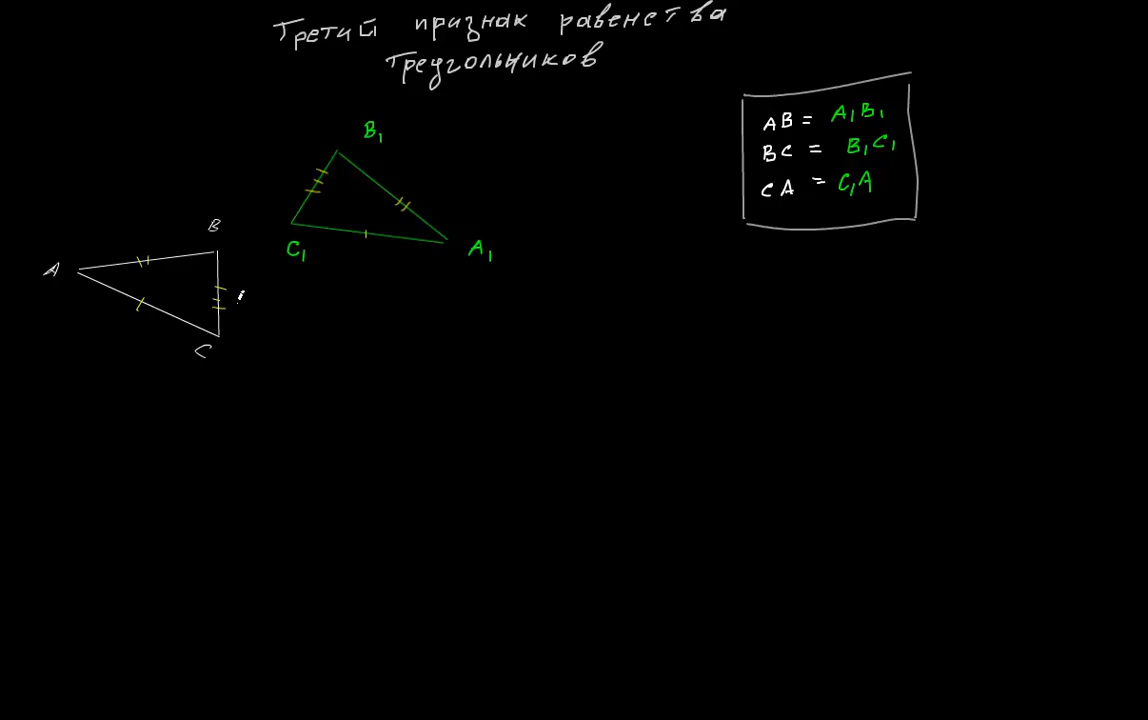 Третий признак равенства
треугольников
AB = A₁B₁
BC = B₁C₁
CA = C₁A
B₁
C₁
A₁
B
A
C